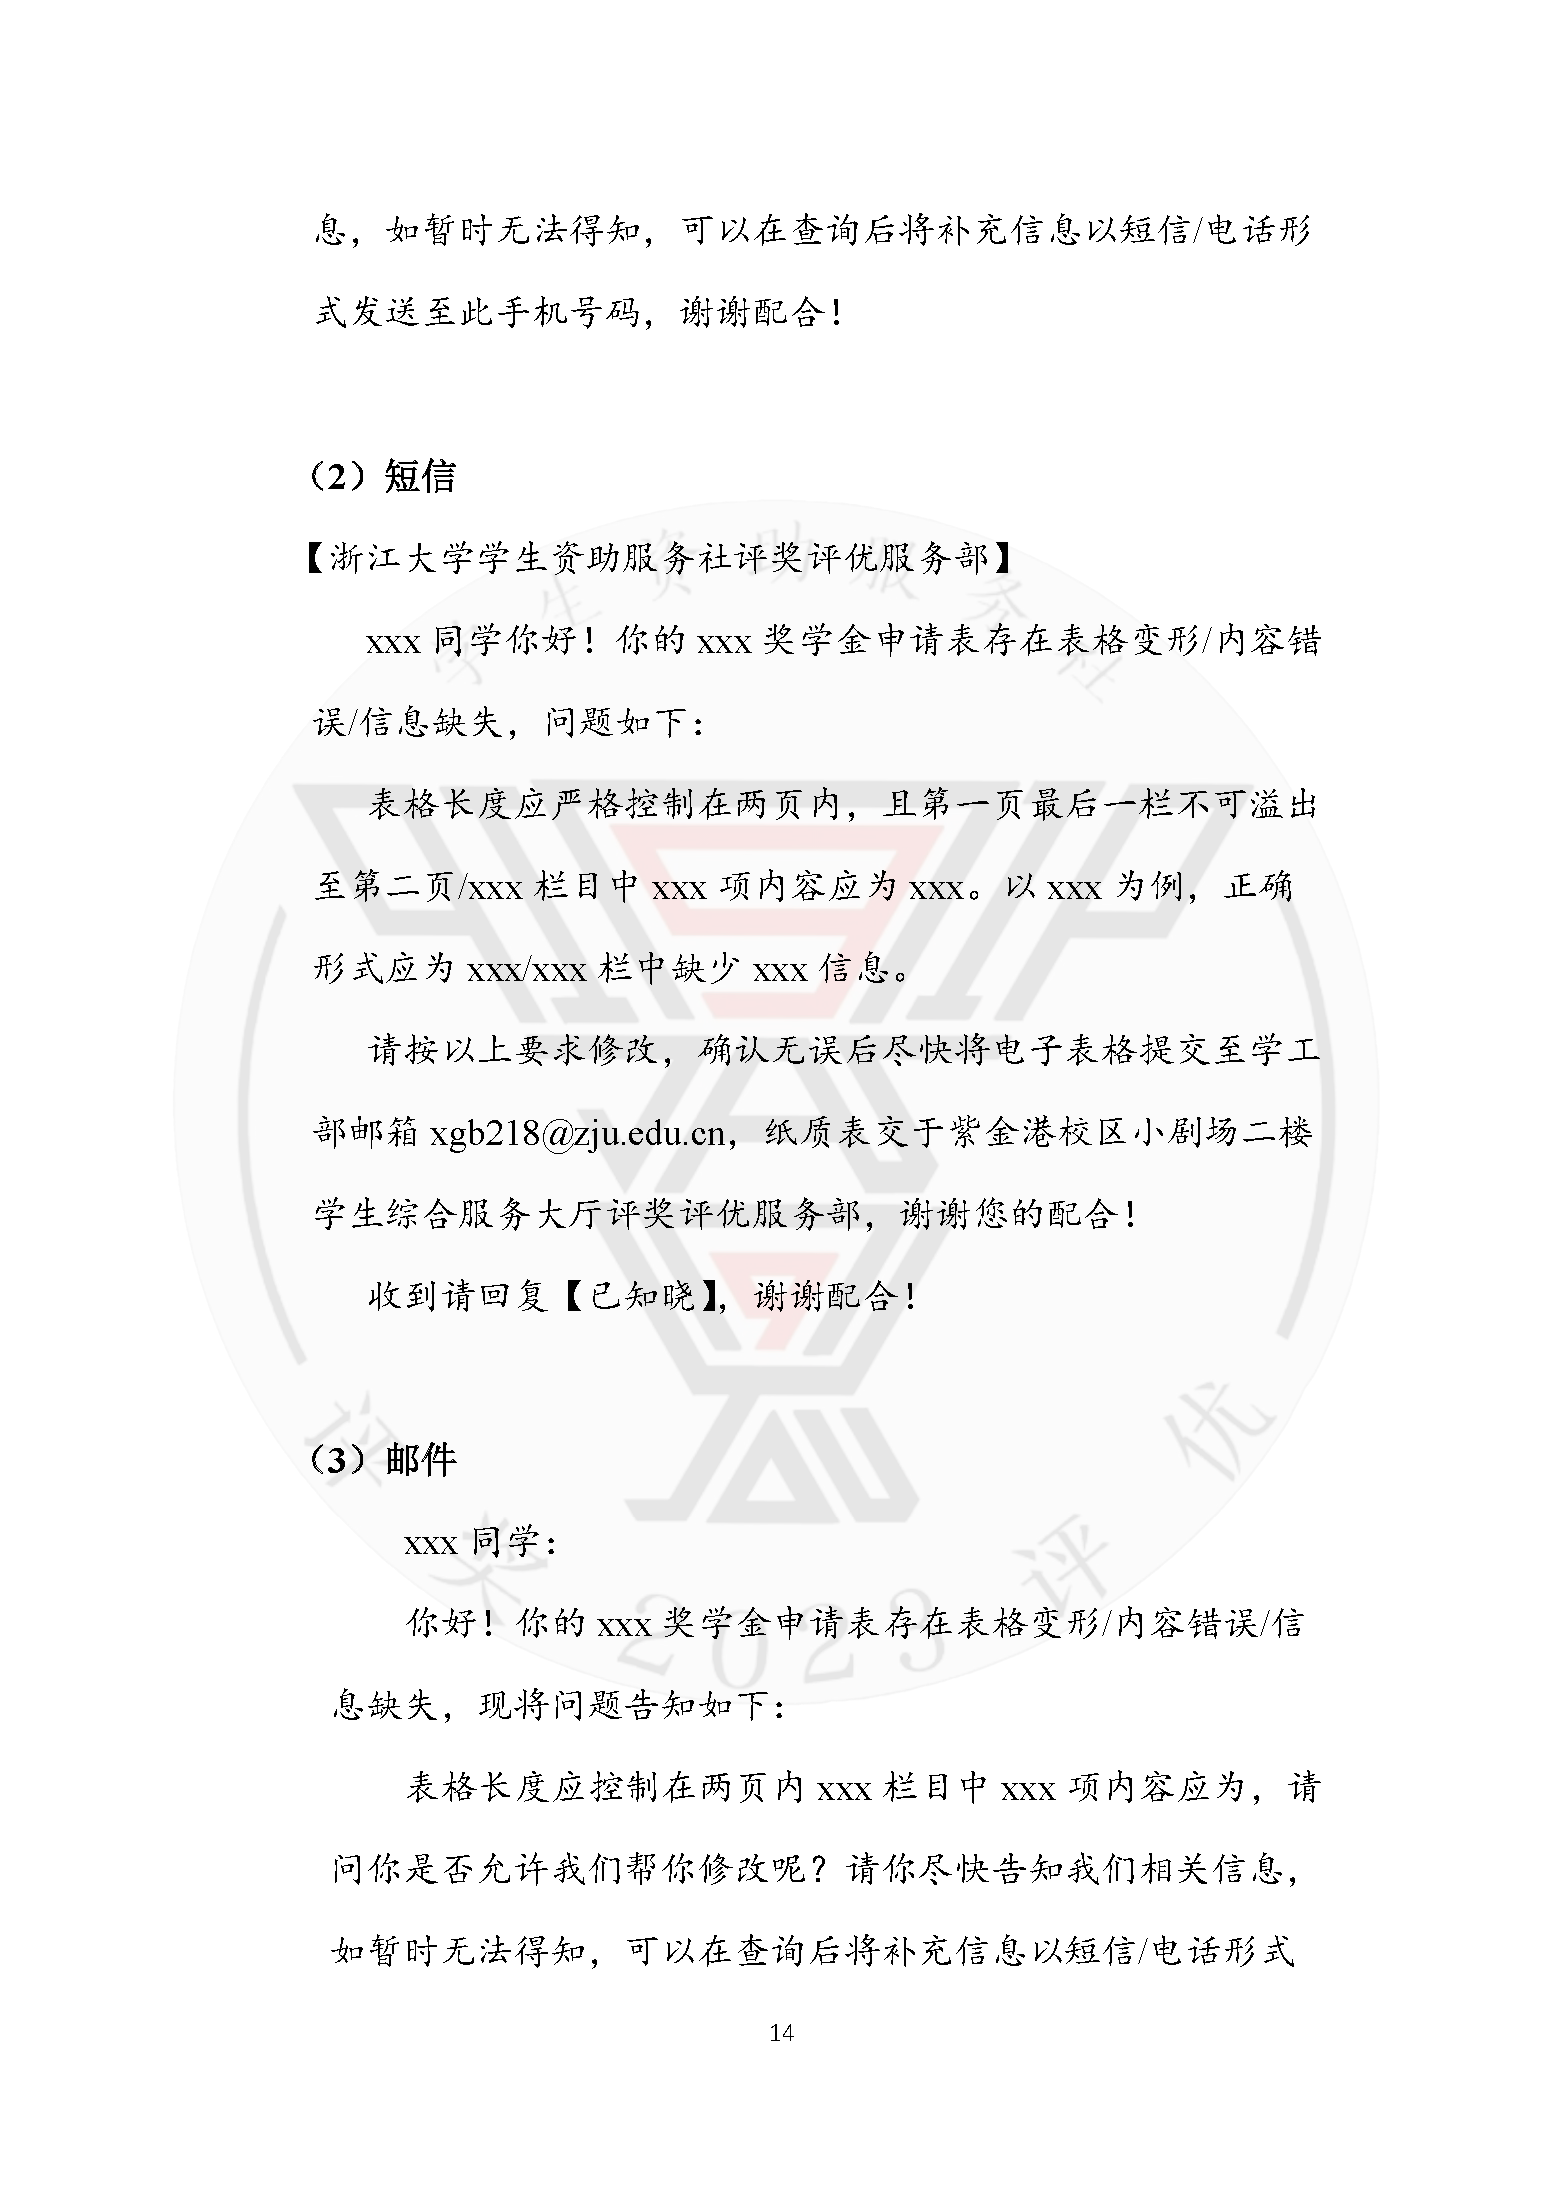 息，如暂时无法得知，可以在查询后将补充信息以短信/电话形
式发送至此手机号码，谢谢配合！
（2）短信
【浙江大学学生资助服务社评奖评优服务部】
xxx 同学你好！你的 xxx 奖学金申请表存在表格变形/内容错
误/信息缺失，问题如下：
表格长度应严格控制在两页内，且第一页最后一栏不可溢出
至第二页/xxx 栏目中 xxx 项内容应为 xxx。以 xxx 为例，正确
形式应为 xxx/xxx 栏中缺少 xxx 信息。
请按以上要求修改，确认无误后尽快将电子表格提交至学工
部邮箱 xgb218@zju.edu.cn，纸质表交于紫金港校区小剧场二楼
学生综合服务大厅评奖评优服务部，谢谢您的配合！
收到请回复【已知晓】，谢谢配合！
（3）邮件
xxx 同学：
你好！你的 xxx 奖学金申请表存在表格变形/内容错误/信
息缺失，现将问题告知如下：
表格长度应控制在两页内 xxx 栏目中 xxx 项内容应为，请
问你是否允许我们帮你修改呢？请你尽快告知我们相关信息，
如暂时无法得知，可以在查询后将补充信息以短信/电话形式
14
学生资助服务社
评奖评优
2023